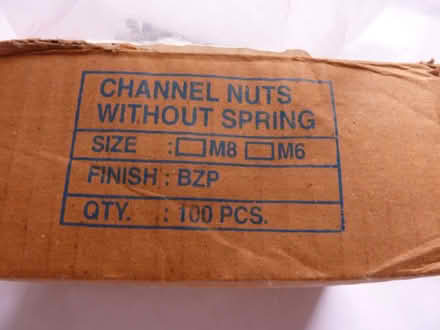 CHANNEL NUTS
WITHOUT SPRING
SIZE : ☐ M8 ☐ M6
FINISH : BZP
QTY. : 100 PCS.